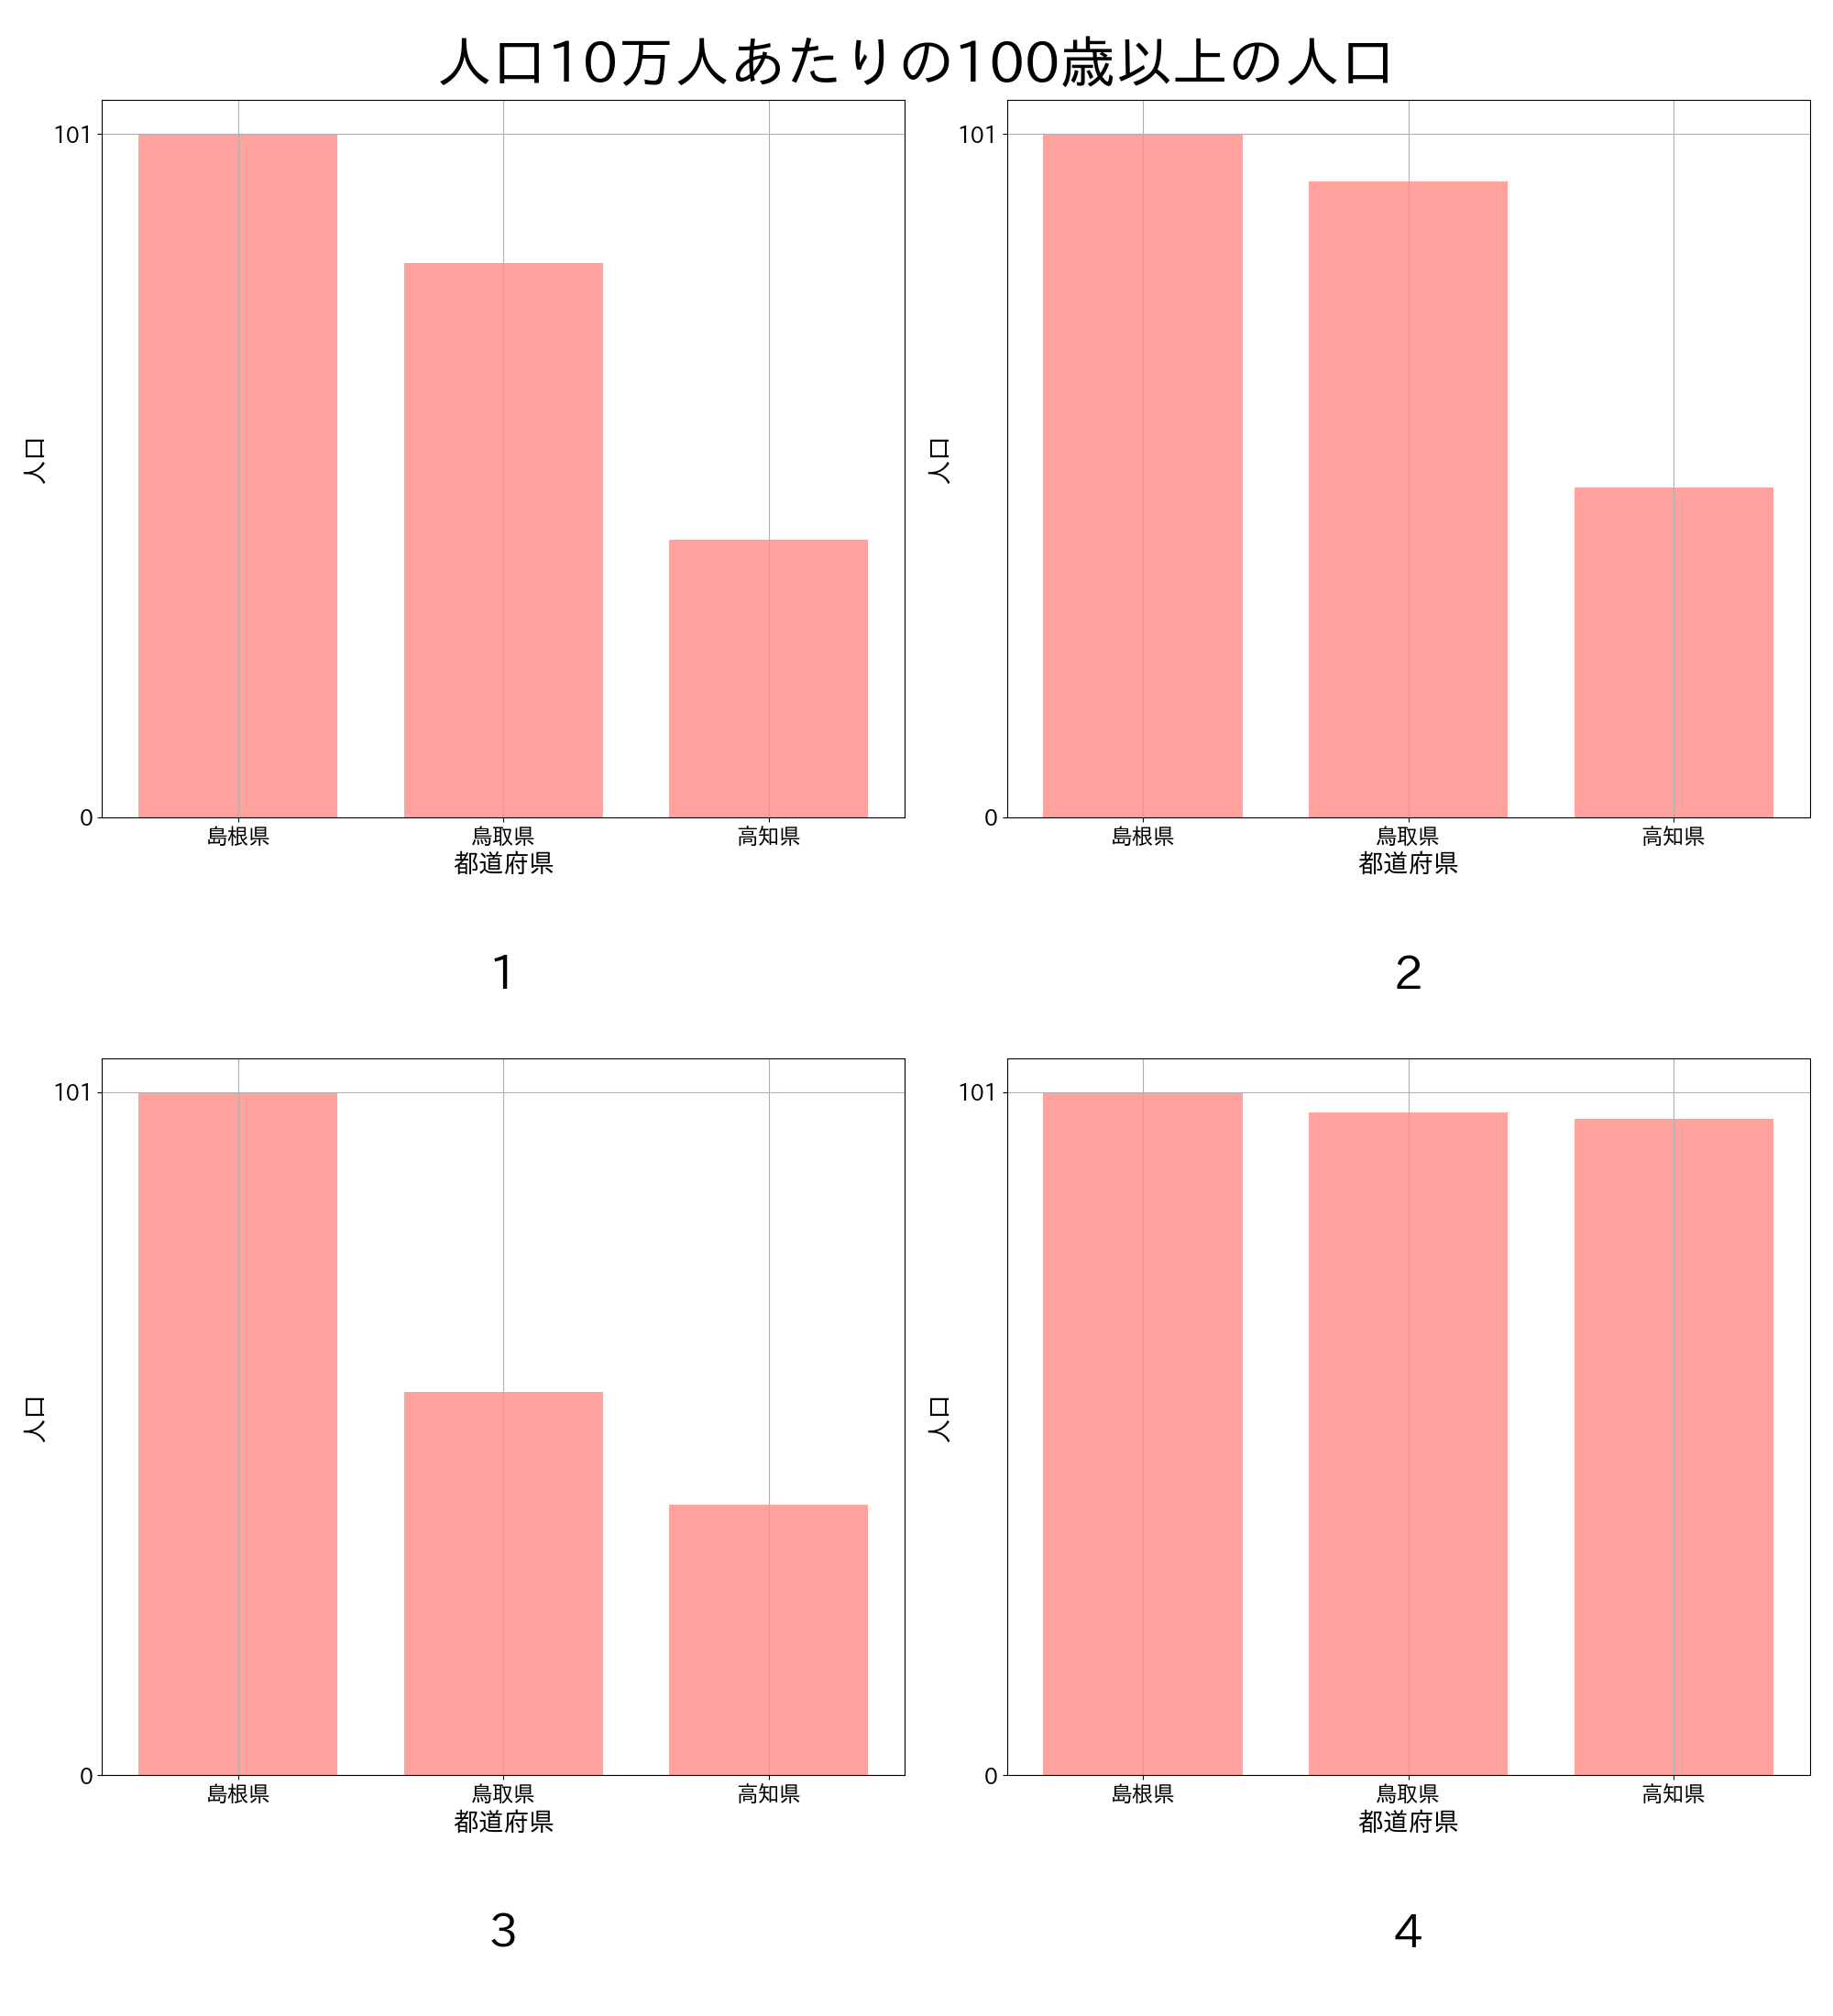 人口10万人あたりの100歳以上の人口
101
0
人口
島根県 鳥取県 高知県
都道府県
1
101
0
人口
島根県 鳥取県 高知県
都道府県
2
101
0
人口
島根県 鳥取県 高知県
都道府県
3
101
0
人口
島根県 鳥取県 高知県
都道府県
4